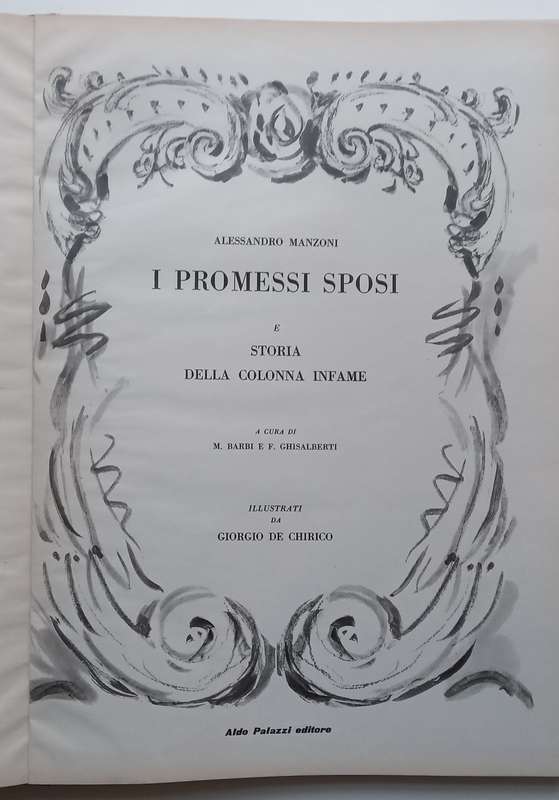 ALESSANDRO MANZONI
I PROMESSI SPOSI
E
STORIA
DELLA COLONNA INFAME
A CURA DI
M. BARBI E F. GHISALBERTI
ILLUSTRATI
DA
GIORGIO DE CHIRICO
Aldo Palazzi editore